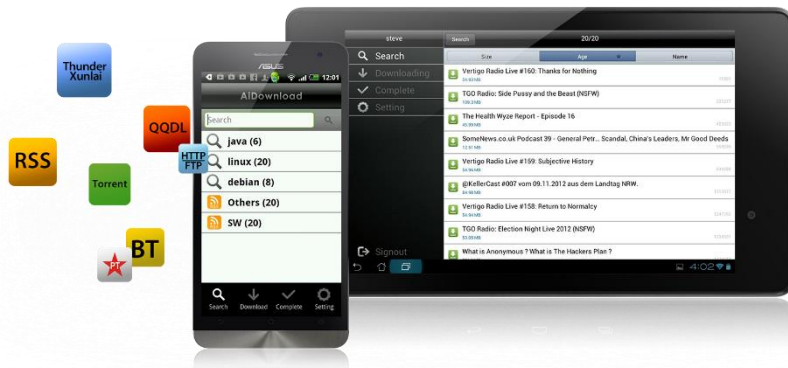 Thunder
Xunlai
QQDL
RSS
HTTP
FTP
Torrent
BT
PT
ASUS
12:01
AiDownload
Search
java (6)
linux (20)
debian (8)
Others (20)
SW (20)
Search
Download
Complete
Setting
steve
Search
20/20
Search
Downloading
Complete
Setting
Signout
Size
Age
Name
Vertigo Radio Live #160: Thanks for Nothing
TGO Radio: Side Pussy and the Beast (NSFW)
The Health Wyze Report - Episode 16
SomeNews.co.uk Podcast 39 - General Petr.. Scandal, China's Leaders, Mr Good Deeds
Vertigo Radio Live #159: Subjective History
@KellerCast #007 vom 09.11.2012 aus dem Landtag NRW.
Vertigo Radio Live #158: Return to Normalcy
TGO Radio: Election Night Live 2012 (NSFW)
What is Anonymous ? What is The Hackers Plan ?
4:02